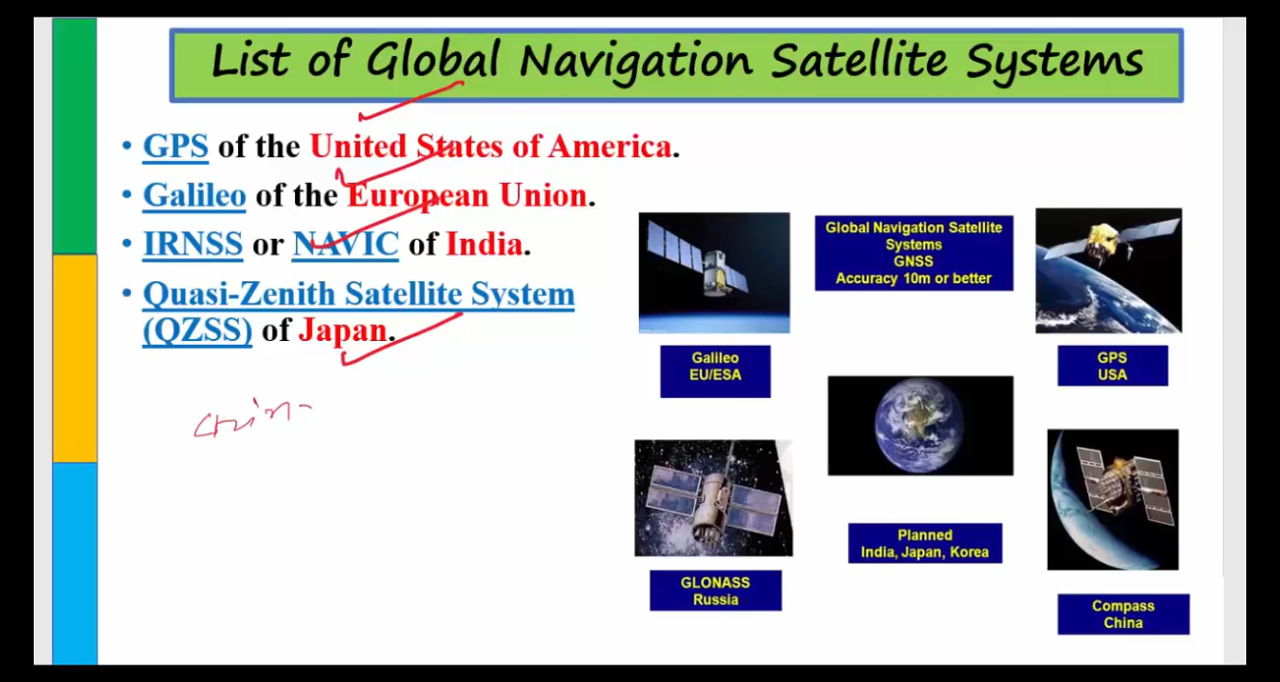 List of Global Navigation Satellite Systems
• GPS of the United States of America.
• Galileo of the European Union.
• IRNSS or NAVIC of India.
• Quasi-Zenith Satellite System
(QZSS) of Japan.
Global Navigation Satellite
Systems
GNSS
Accuracy 10m or better
Galileo
EU/ESA
GPS
USA
Planned
India, Japan, Korea
GLONASS
Russia
Compass
China